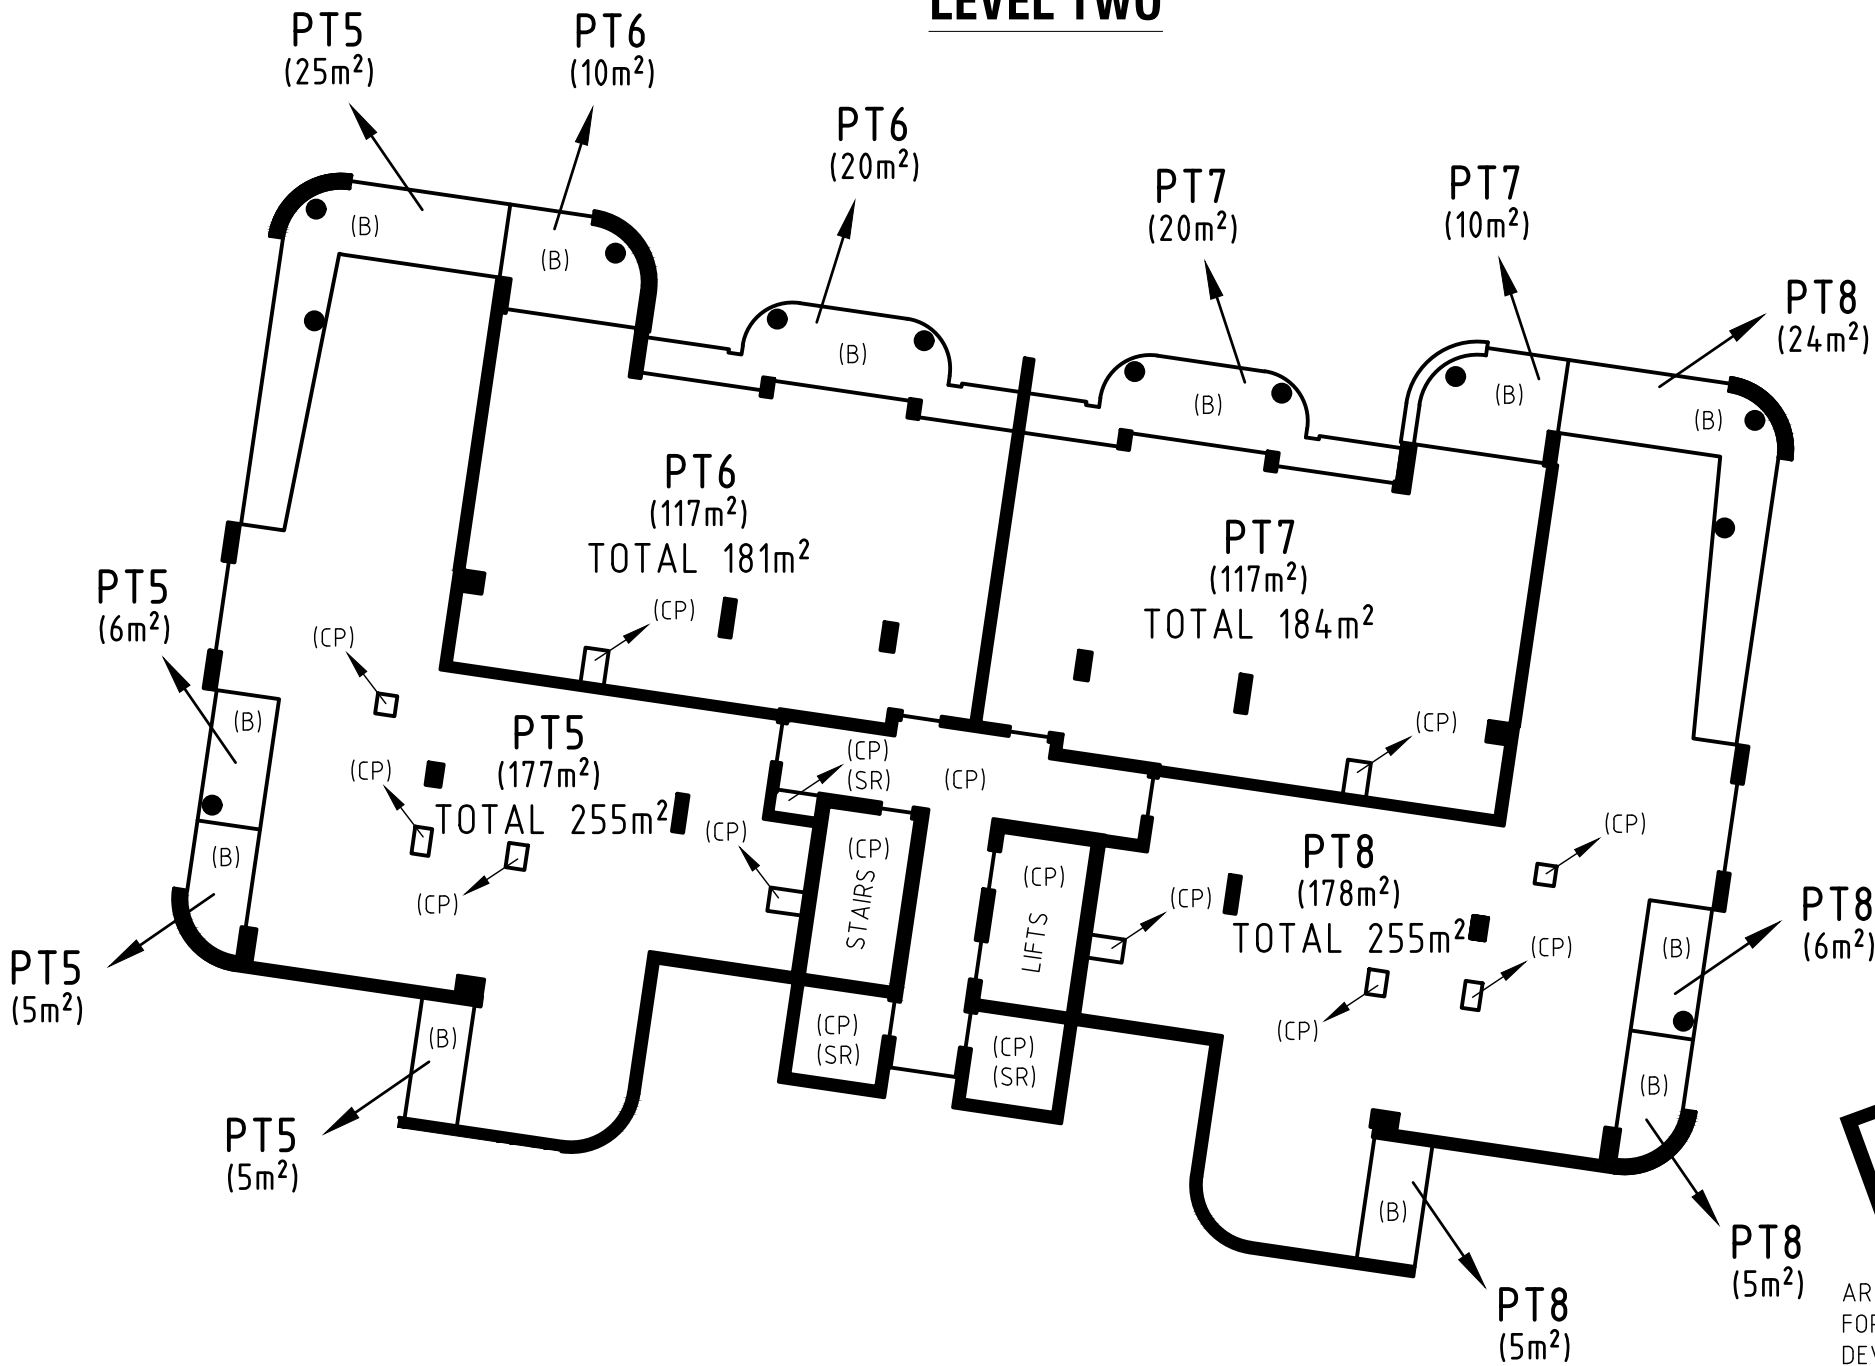 LEVEL TWO
PT5
(25m²)
PT6
(10m²)
PT6
(20m²)
PT7
(20m²)
PT7
(10m²)
PT8
(24m²)
(B)
(B)
(B)
(B)
(B)
(B)
PT6
(117m²)
TOTAL 181m²
(CP)
PT7
(117m²)
TOTAL 184m²
(CP)
PT5
(6m²)
(CP)
(B)
PT5
(177m²)
TOTAL 255m²
(CP)
(CP)
(CP)
(CP)
(SR)
(CP)
(B)
PT5
(5m²)
(CP)
STAIRS
(CP)
LIFTS
(CP)
(SR)
(CP)
(SR)
(B)
PT5
(5m²)
(CP)
PT8
(178m²)
TOTAL 255m²
(CP)
(CP)
(CP)
(B)
PT8
(6m²)
(B)
PT8
(5m²)
(B)
PT8
(5m²)